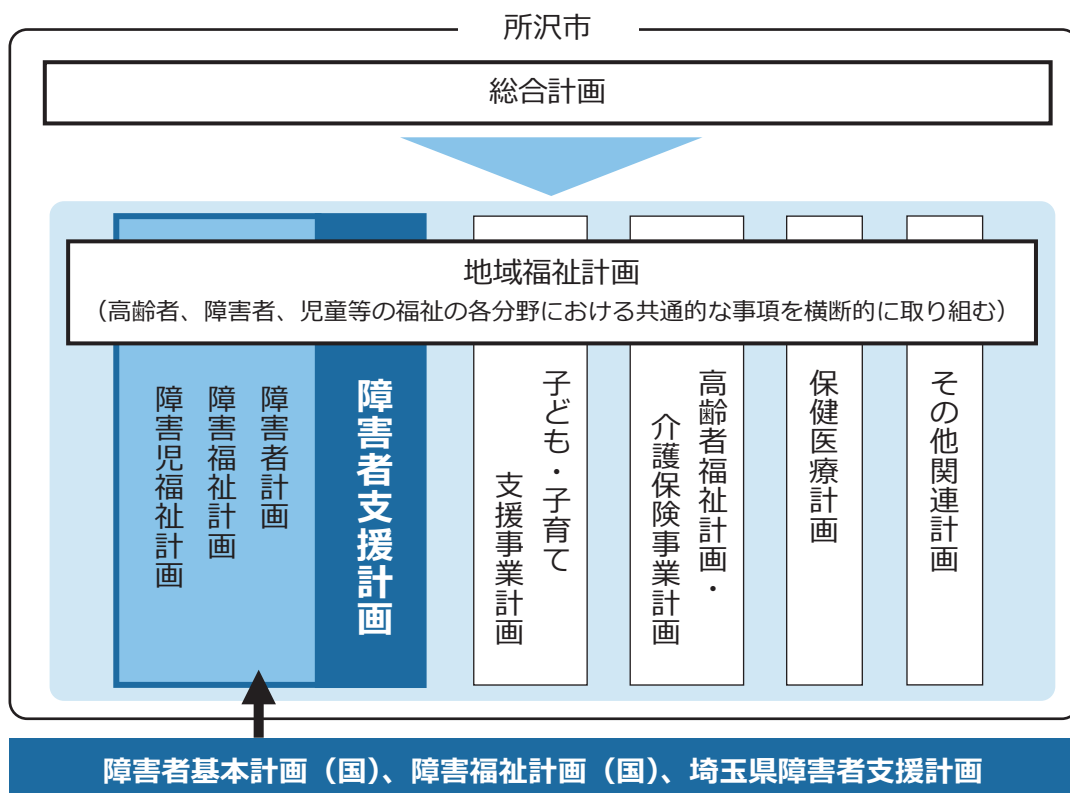 所沢市
総合計画
地域福祉計画
（高齢者、障害者、児童等の福祉の各分野における共通的な事項を横断的に取り組む）
障害者支援計画
障害者計画
障害福祉計画
障害児福祉計画
子ども・子育て
支援事業計画
高齢者福祉計画・
介護保険事業計画
保健医療計画
その他関連計画
障害者基本計画（国）、障害福祉計画（国）、埼玉県障害者支援計画